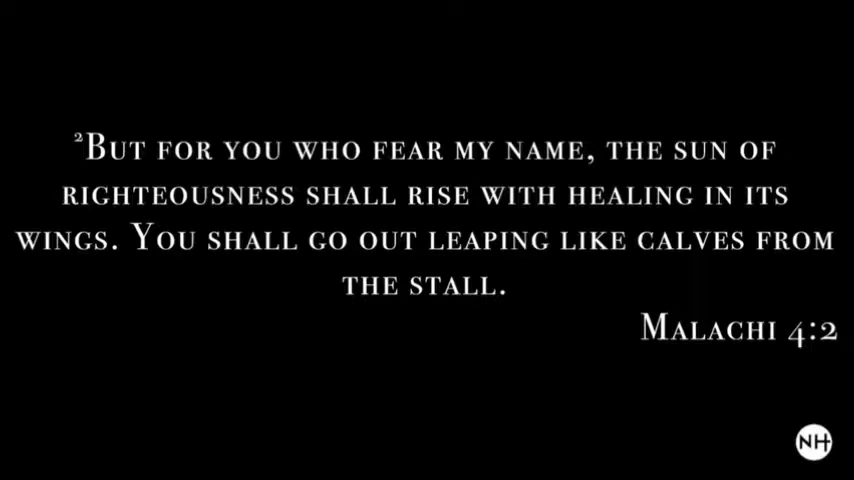 ²But for you who fear my name, the sun of
righteousness shall rise with healing in its
wings. You shall go out leaping like calves from
the stall.
Malachi 4:2
NH